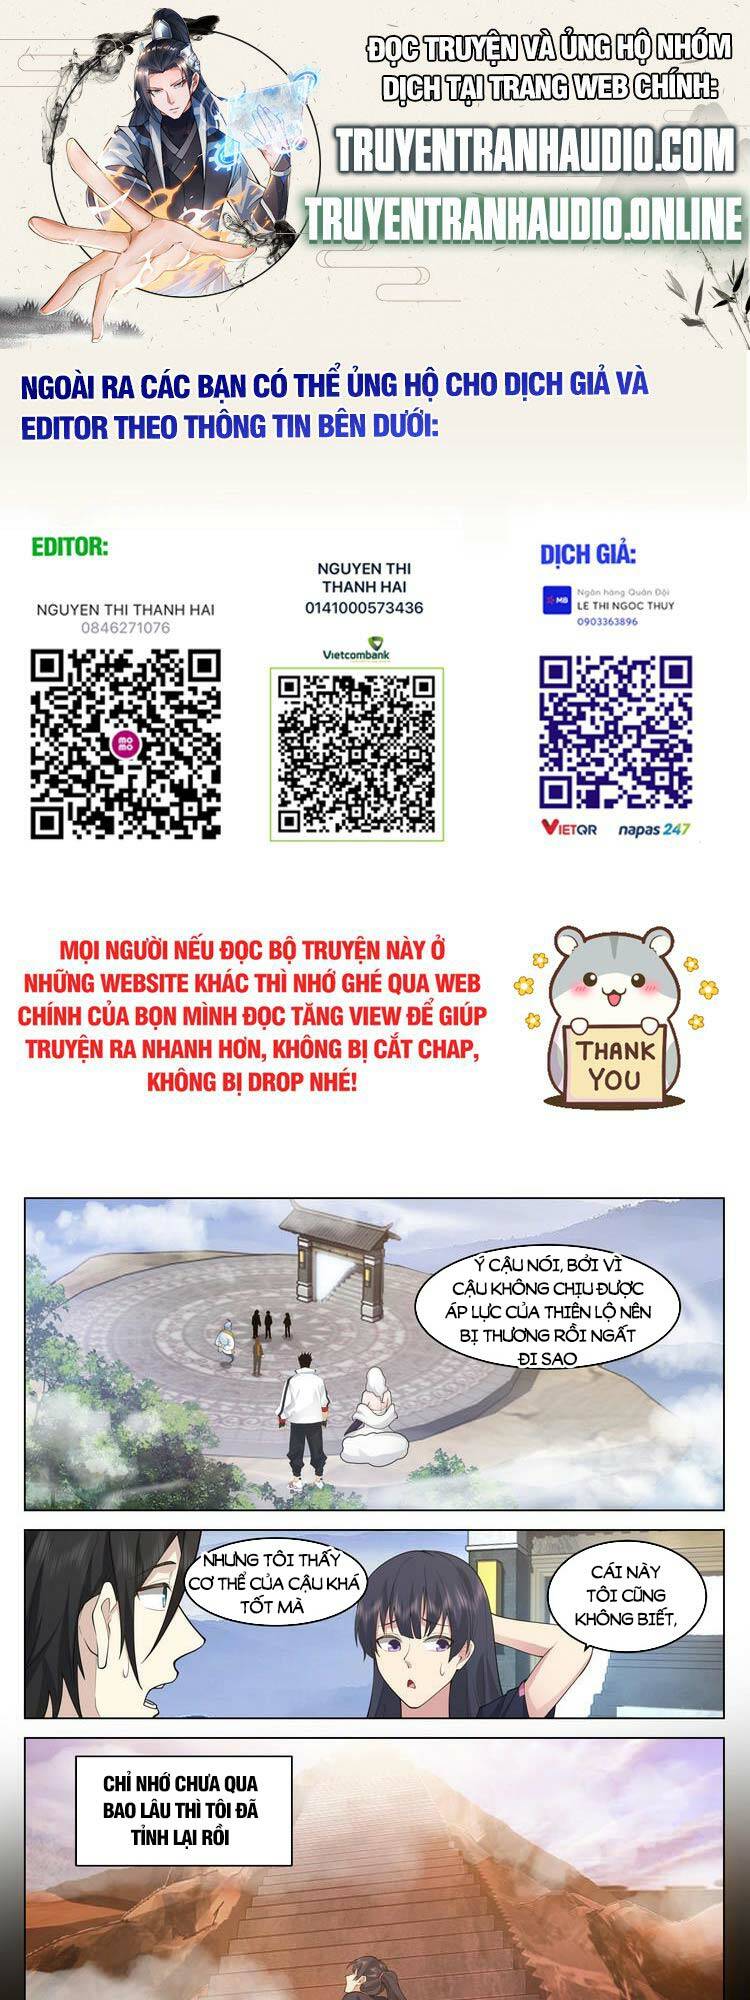 ĐỌC TRUYỆN VÀ ỦNG HỘ NHÓM
DỊCH TẠI TRANG WEB CHÍNH:
TRUYENTRANHAUDIO.COM
TRUYENTRANHAUDIO.ONLINE
NGOÀI RA CÁC BẠN CÓ THỂ ỦNG HỘ CHO DỊCH GIẢ VÀ
EDITOR THEO THÔNG TIN BÊN DƯỚI:
EDITOR:
NGUYEN THI THANH HAI
0846271076
momo
NGUYEN THI
THANH HAI
0141000573436
Vietcombank
DỊCH GIẢ:
MB
Ngân hàng Quân Đội
LE THI NGOC THUY
0903363896
VIETQR napas 247
MỌI NGƯỜI NẾU ĐỌC BỘ TRUYỆN NÀY Ở
NHỮNG WEBSITE KHÁC THÌ NHỚ GHÉ QUA WEB
CHÍNH CỦA BỌN MÌNH ĐỌC TĂNG VIEW ĐỂ GIÚP
TRUYỆN RA NHANH HƠN, KHÔNG BỊ CẮT CHAP,
KHÔNG BỊ DROP NHÉ!
THANK
YOU
Ý CẬU NÓI, BỞI VÌ
CẬU KHÔNG CHỊU ĐƯỢC
ÁP LỰC CỦA THIÊN LỘ NÊN
BỊ THƯƠNG RỒI NGẤT
ĐI SAO
NHƯNG TÔI THẤY
CƠ THỂ CỦA CẬU KHÁ
TỐT MÀ
CÁI NÀY
TÔI CŨNG
KHÔNG BIẾT,
CHỈ NHỚ CHƯA QUA
BAO LÂU THÌ TÔI ĐÃ
TỈNH LẠI RỒI